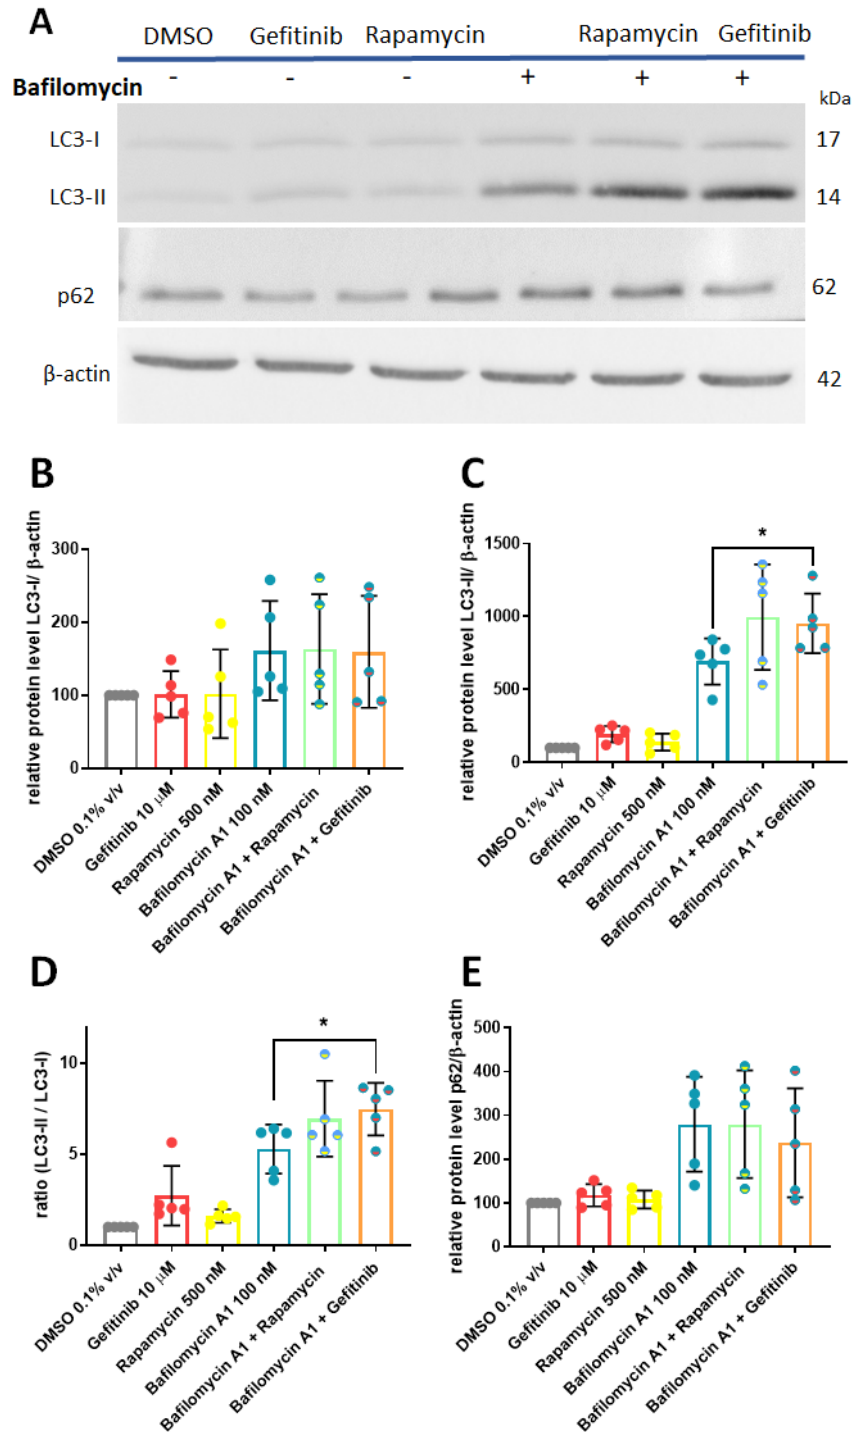 A
DMSO Gefitinib Rapamycin Rapamycin Gefitinib
Bafilomycin - - - + + +
kDa
LC3-I 17
LC3-II 14
p62 62
β-actin 42
B
relative protein level LC3-I/ β-actin
300
200
100
0
DMSO 0.1% v/v
Gefitinib 10 μM
Rapamycin 500 nM
Bafilomycin A1 100 nM
Bafilomycin A1 + Rapamycin
Bafilomycin A1 + Gefitinib
C
relative protein level LC3-II/ β-actin
1500
1000
500
0
*
DMSO 0.1% v/v
Gefitinib 10 μM
Rapamycin 500 nM
Bafilomycin A1 100 nM
Bafilomycin A1 + Rapamycin
Bafilomycin A1 + Gefitinib
D
ratio (LC3-II / LC3-I)
10
5
0
*
DMSO 0.1% v/v
Gefitinib 10 μM
Rapamycin 500 nM
Bafilomycin A1 100 nM
Bafilomycin A1 + Rapamycin
Bafilomycin A1 + Gefitinib
E
relative protein level p62/β-actin
500
400
300
200
100
0
DMSO 0.1% v/v
Gefitinib 10 μM
Rapamycin 500 nM
Bafilomycin A1 100 nM
Bafilomycin A1 + Rapamycin
Bafilomycin A1 + Gefitinib